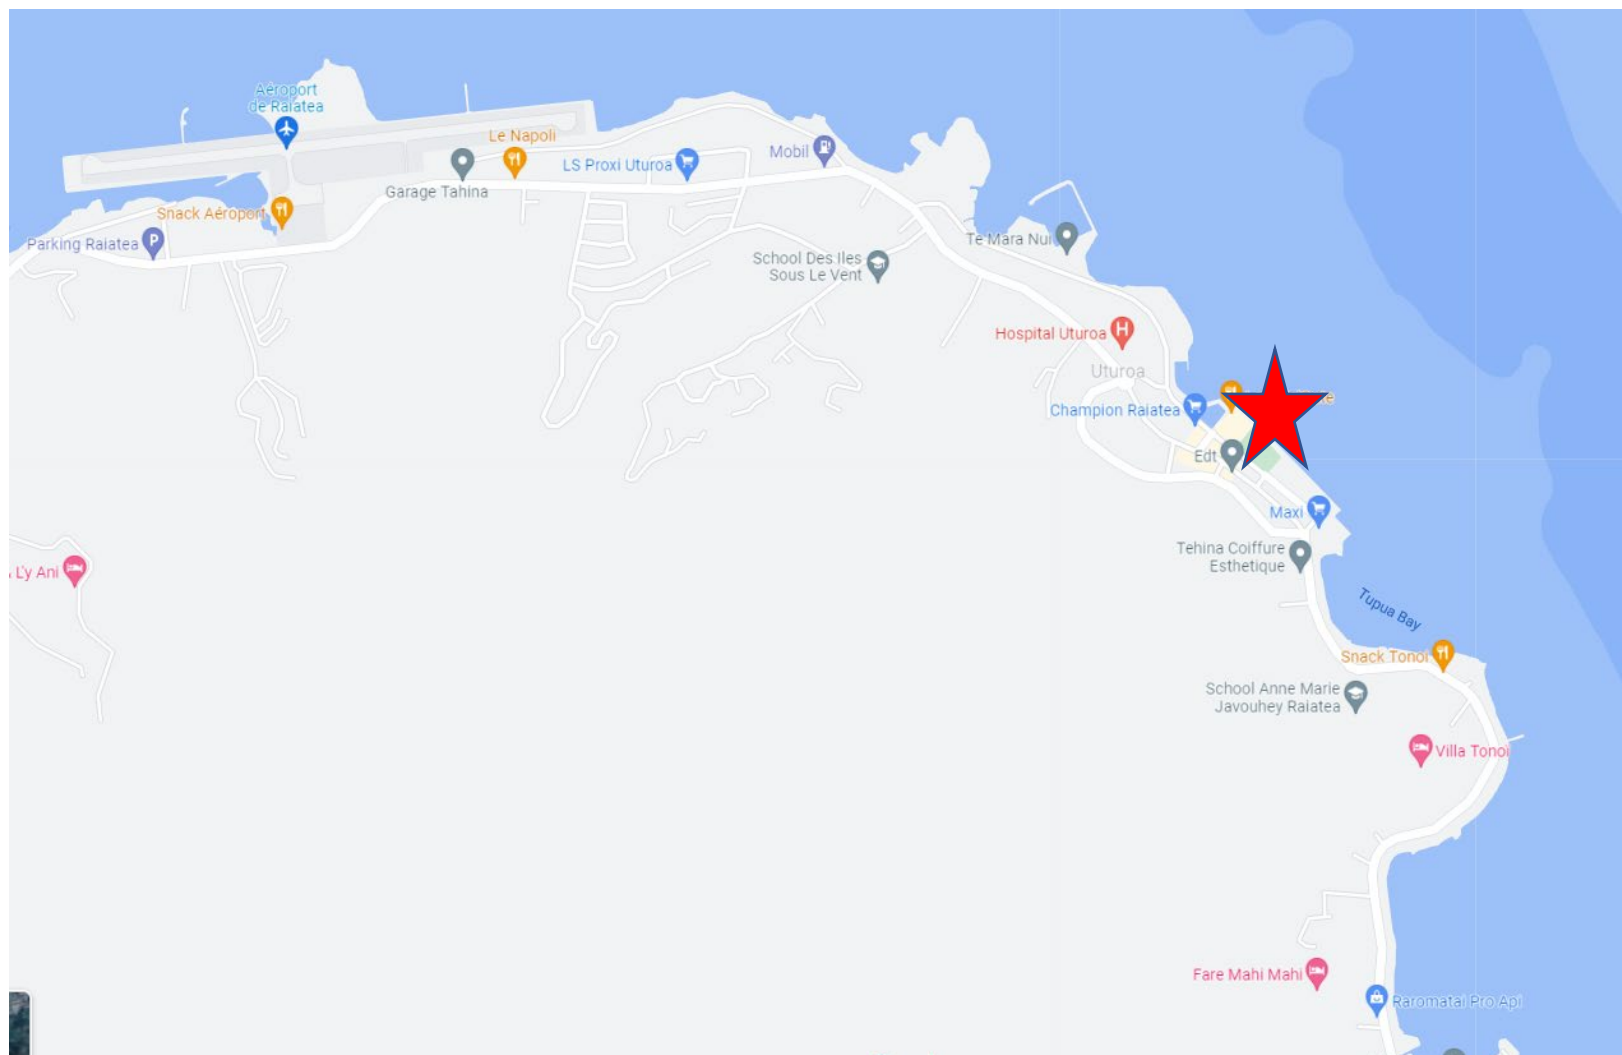 Aéroport
de Raiatea
Le Napoli
LS Proxi Uturoa
Mobil
Garage Tahina
Snack Aéroport
Parking Raiatea
P
School Des Iles
Sous Le Vent
Te Mara Nui
Hospital Uturoa
H
Uturoa
Champion Raiatea
Edt
Maxi
Tehina Coiffure
Esthetique
L'y Ani
Tupua Bay
Snack Tonoi
School Anne Marie
Javouhey Raiatea
Villa Tonoi
Fare Mahi Mahi
Raromatai Pro Api